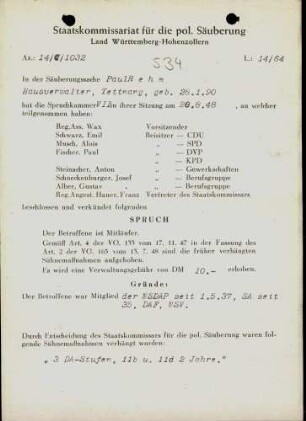 Staatskommissariat für die pol. Säuberung
Land Württemberg-Hohenzollern
Az.: 14/C/1032
L: 14/64
534
In der Säuberungssache Paul Rehm
Hausverwalter, Tettnang, geb. 28.1.90
hat die Spruchkammer VIZ in ihrer Sitzung am 20.8.48, an welcher
teilgenommen haben:
Reg.Ass. Wax Vorsitzender
Schwarz, Emil Beisitzer – CDU
Musch, Alois „ – SPD
Fischer, Paul „ – DVP
„ – KPD
Steinacher, Anton „ – Gewerkschaften
Schneckenburger, Josef „ – Berufsgruppe
Alber, Gustav „ – Berufsgruppe
Reg.Angest. Hauer, Franz Vertreter des Staatskommissars
beschlossen und verkündet folgenden
SPRUCH
Der Betroffene ist Mitläufer.
Gemäß Art. 4 der VO. 133 vom 17. 11. 47 in der Fassung des
Art. 2 der VO. 165 vom 13. 7. 48 sind die früher verhängten
Sühnemaßnahmen aufgehoben.
Es wird eine Verwaltungsgebühr von DM 10.- erhoben.
Gründe:
Der Betroffene war Mitglied der NSDAP seit 1.5.37, SA seit
35, DAF, NSV.
Durch Entscheidung des Staatskommissars für die pol. Säuberung waren folgende
Sühnemaßnahmen verhängt worden:
„3 DA-Stufen, 11b u. 11d 2 Jahre."